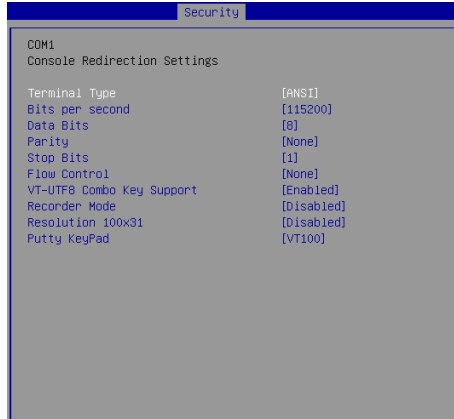 Security
COM1
Console Redirection Settings
Terminal Type [ANSI]
Bits per second [115200]
Data Bits [8]
Parity [None]
Stop Bits [1]
Flow Control [None]
VT-UTF8 Combo Key Support [Enabled]
Recorder Mode [Disabled]
Resolution 100x31 [Disabled]
Putty KeyPad [VT100]